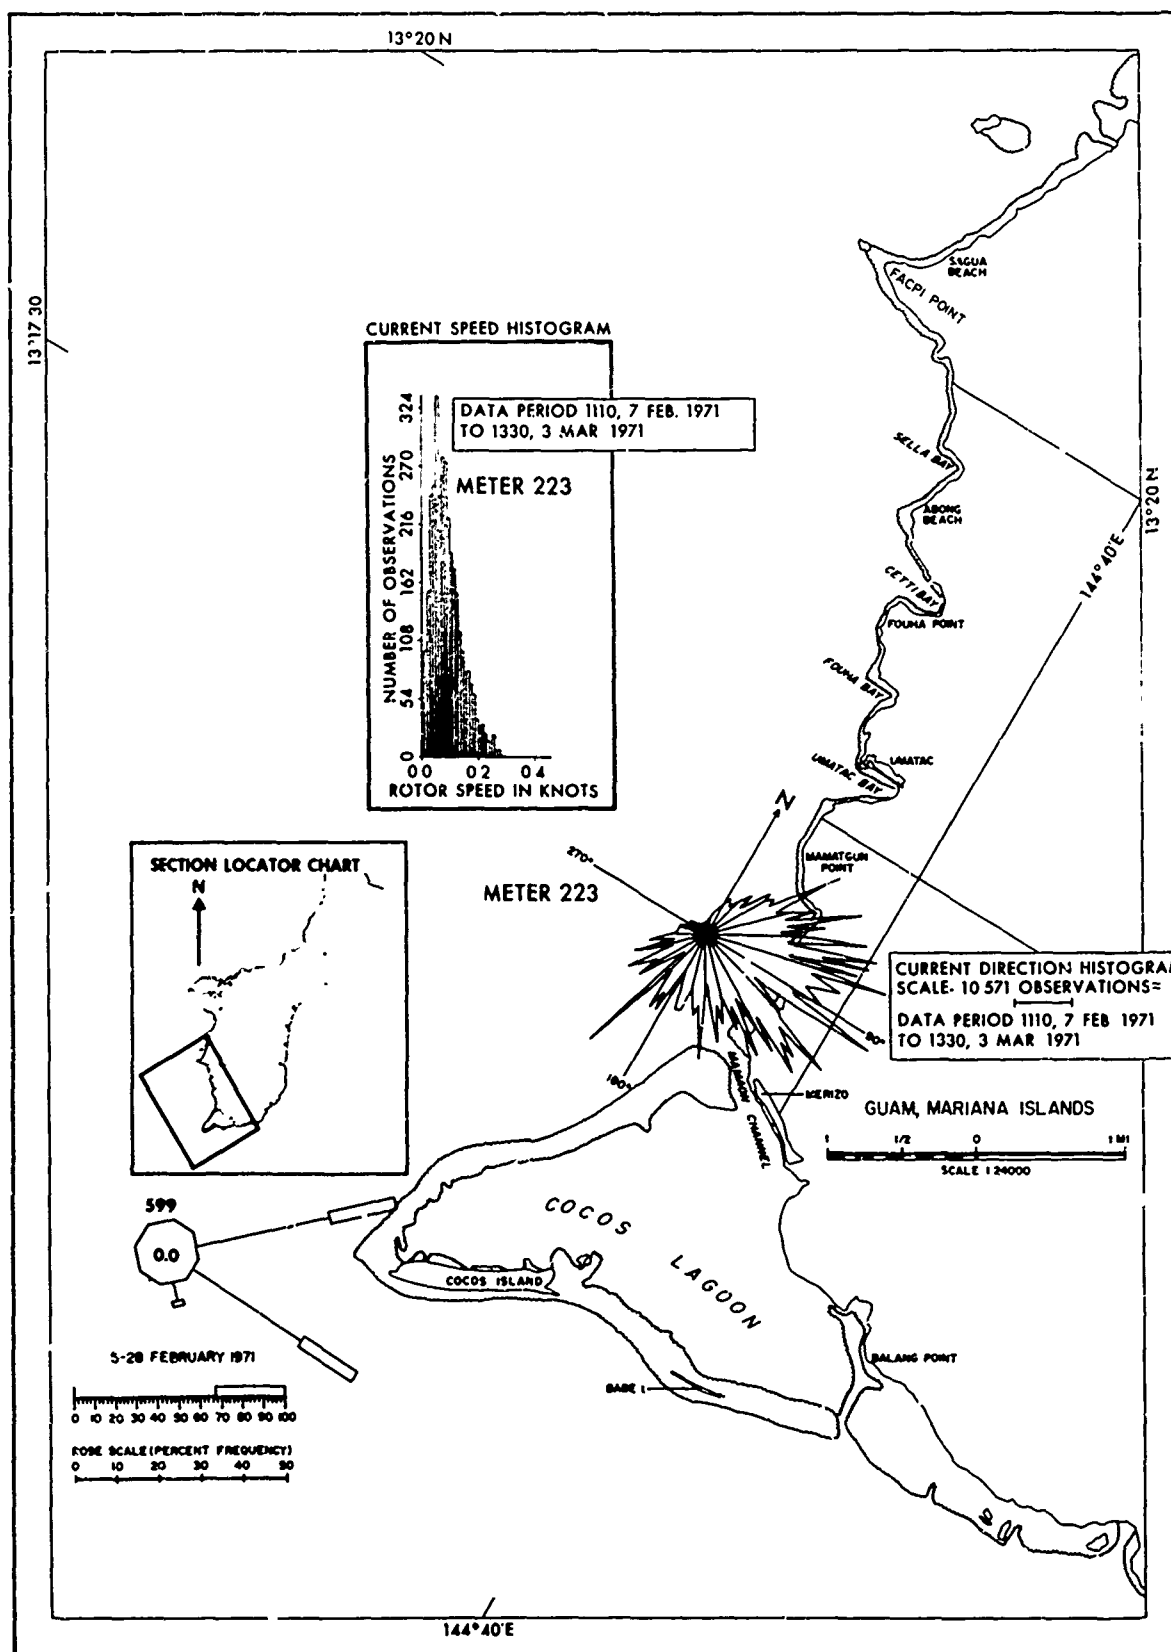 13°20 N
13°17 30
CURRENT SPEED HISTOGRAM
DATA PERIOD 1110, 7 FEB. 1971
TO 1330, 3 MAR 1971
METER 223
NUMBER OF OBSERVATIONS
324
270
216
162
108
54
0
0.0 0.2 0.4
ROTOR SPEED IN KNOTS
SAGUA
BEACH
FACPI POINT
SELLA BAY
ABONG
BEACH
CETTI BAY
FOUHA POINT
FOUHA BAY
UMATAC
UMATAC BAY
MAMATGUN
POINT
13°20 N
144°40'E
N
270°
180°
90°
METER 223
SECTION LOCATOR CHART
N
CURRENT DIRECTION HISTOGRAM
SCALE- 10 571 OBSERVATIONS≈
DATA PERIOD 1110, 7 FEB 1971
TO 1330, 3 MAR 1971
MAMAON CHANNEL
MERIZO
GUAM, MARIANA ISLANDS
1 1/2 0 1 MI
SCALE 1 24000
599
0.0
COCOS LAGOON
COCOS ISLAND
BABE I
BALANG POINT
5-28 FEBRUARY 1971
0 10 20 30 40 50 60 70 80 90 100
ROSE SCALE (PERCENT FREQUENCY)
0 10 20 30 40 50
144°40'E